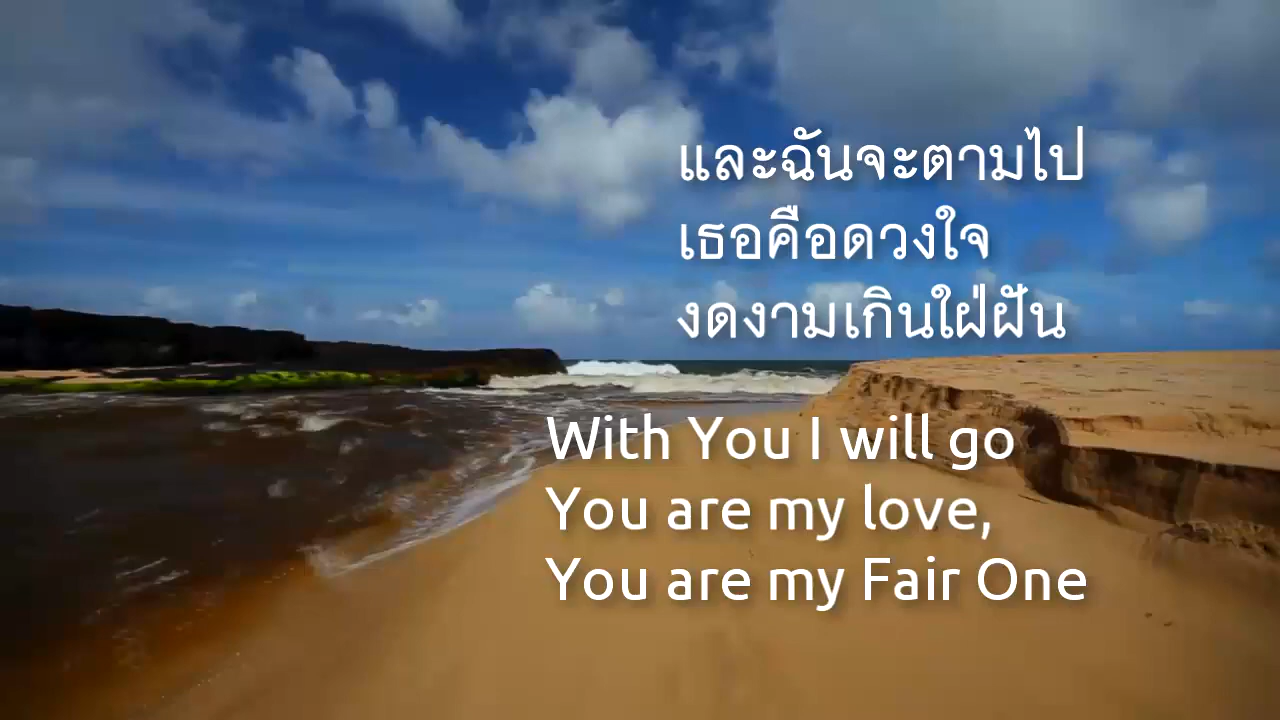 และฉันจะตามไป
เธอคือดวงใจ
งดงามเกินใฝ่ฝัน
With You I will go
You are my love,
You are my Fair One